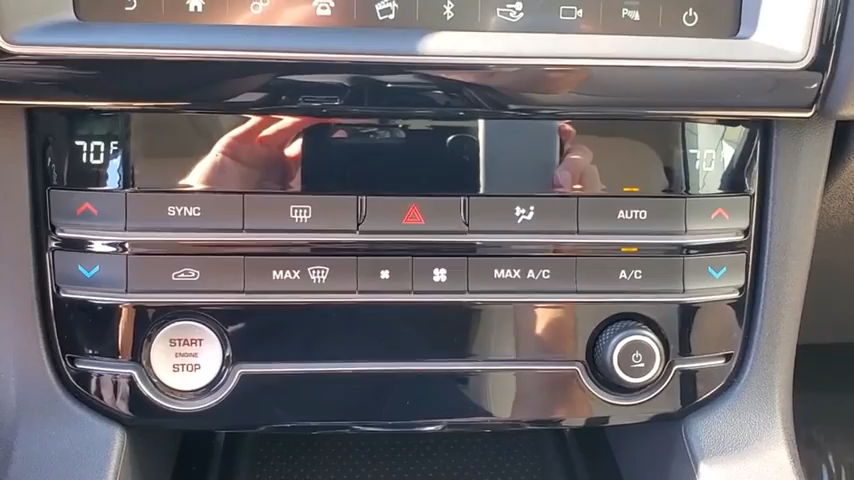 70F
70
SYNC
AUTO
MAX
MAX A/C
A/C
START
ENGINE
STOP